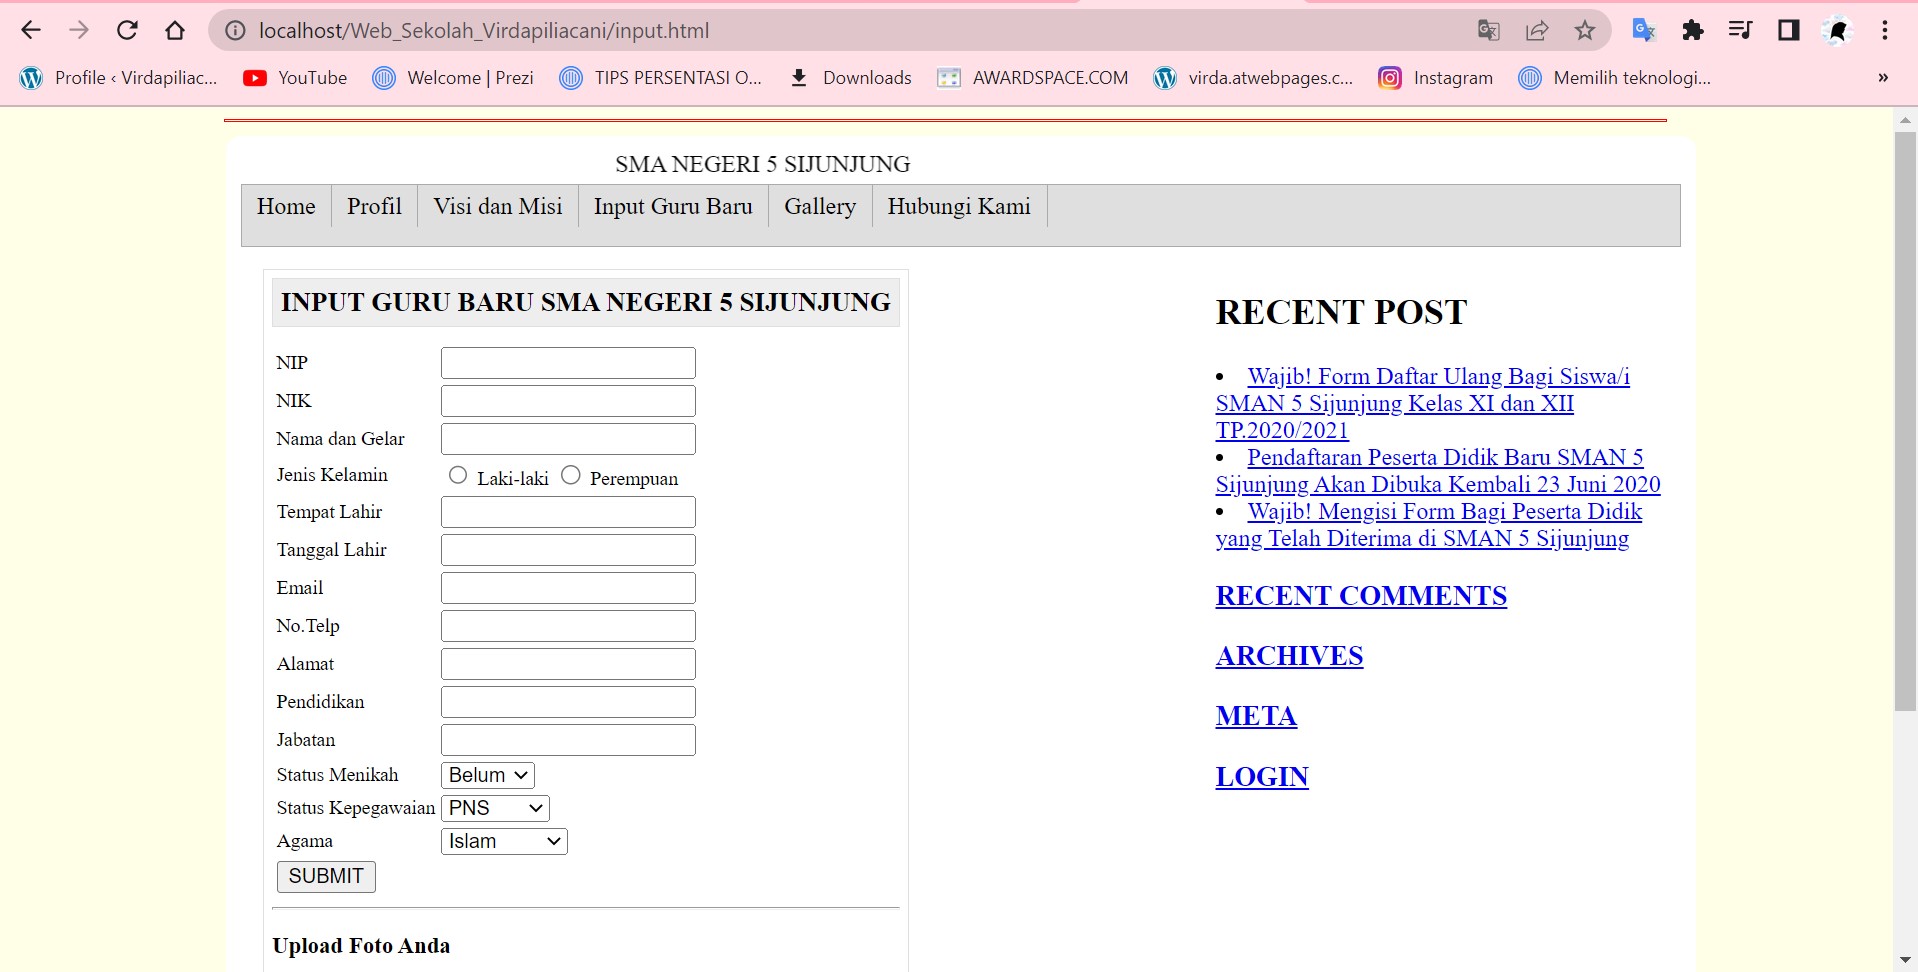 localhost/Web_Sekolah_Virdapiliacani/input.html
Profile ‹ Virdapiliac...
YouTube
Welcome | Prezi
TIPS PERSENTASI O...
Downloads
AWARDSPACE.COM
virda.atwebpages.c...
Instagram
Memilih teknologi...
»
SMA NEGERI 5 SIJUNJUNG
Home
Profil
Visi dan Misi
Input Guru Baru
Gallery
Hubungi Kami
INPUT GURU BARU SMA NEGERI 5 SIJUNJUNG
NIP
NIK
Nama dan Gelar
Jenis Kelamin Laki-laki Perempuan
Tempat Lahir
Tanggal Lahir
Email
No.Telp
Alamat
Pendidikan
Jabatan
Status Menikah Belum
Status Kepegawaian PNS
Agama Islam
SUBMIT
Upload Foto Anda
RECENT POST
• Wajib! Form Daftar Ulang Bagi Siswa/i
SMAN 5 Sijunjung Kelas XI dan XII
TP.2020/2021
• Pendaftaran Peserta Didik Baru SMAN 5
Sijunjung Akan Dibuka Kembali 23 Juni 2020
• Wajib! Mengisi Form Bagi Peserta Didik
yang Telah Diterima di SMAN 5 Sijunjung
RECENT COMMENTS
ARCHIVES
META
LOGIN